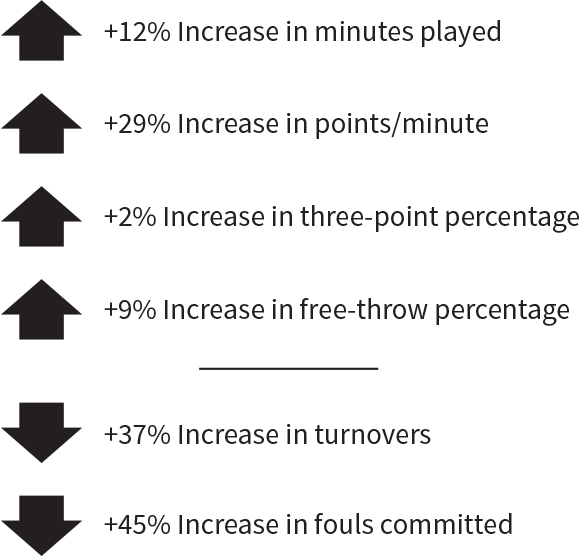 +12% Increase in minutes played
+29% Increase in points/minute
+2% Increase in three-point percentage
+9% Increase in free-throw percentage
+37% Increase in turnovers
+45% Increase in fouls committed